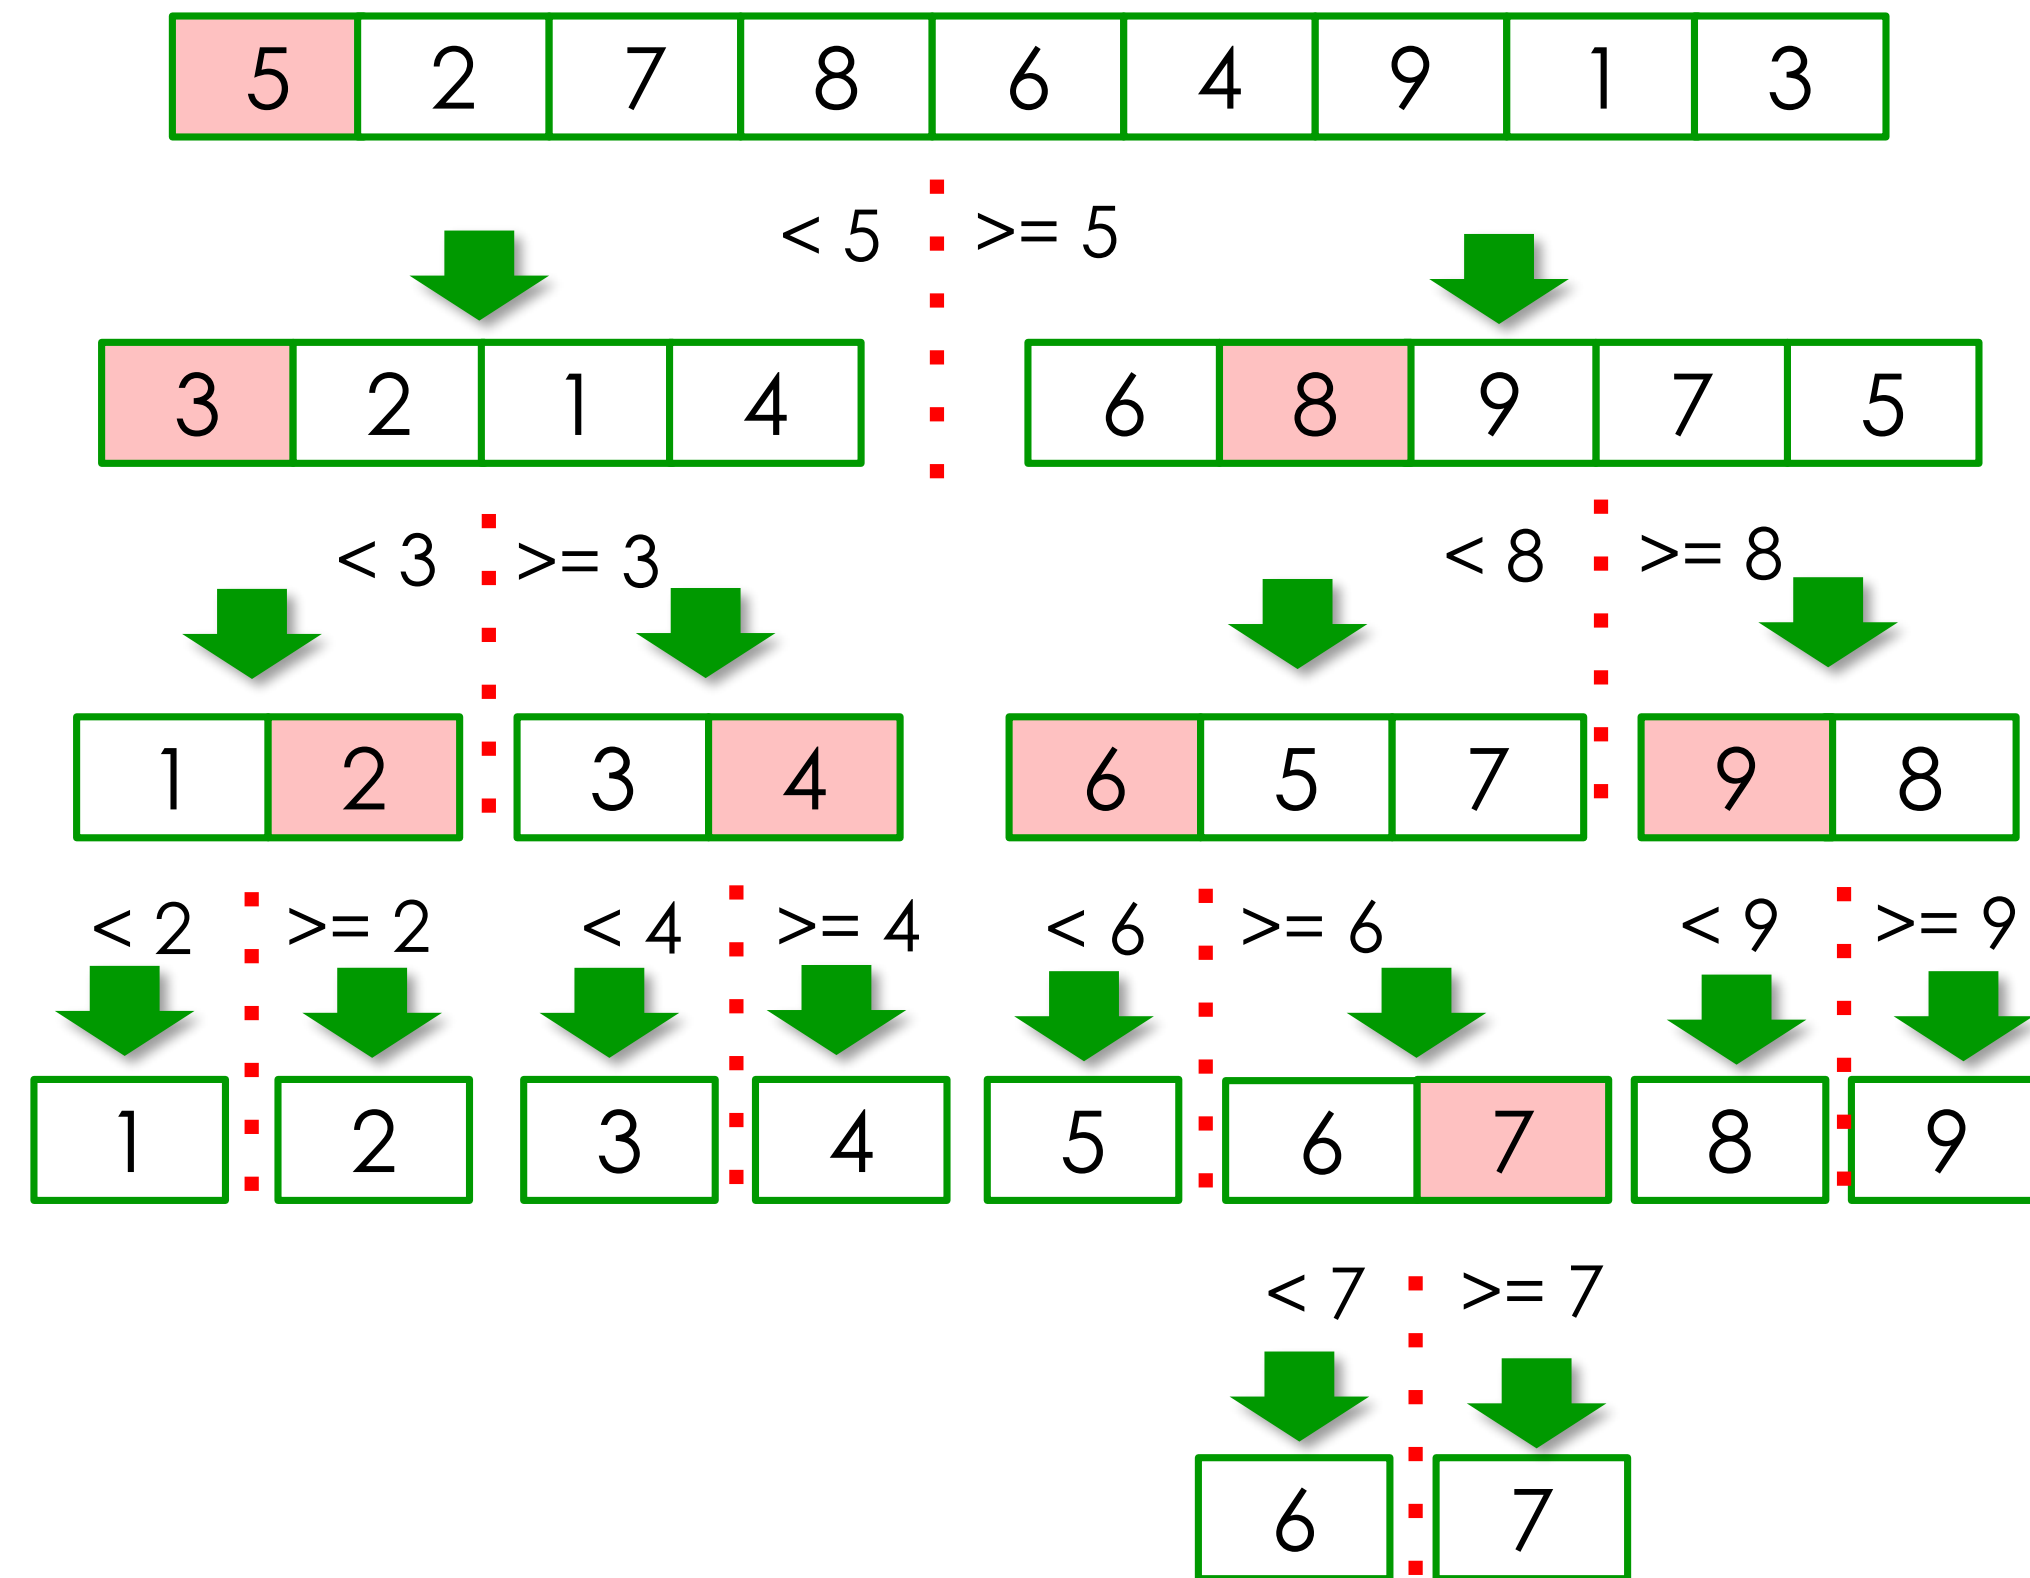 5 2 7 8 6 4 9 1 3
< 5 >= 5
3 2 1 4 6 8 9 7 5
< 3 >= 3 < 8 >= 8
1 2 3 4 6 5 7 9 8
< 2 >= 2 < 4 >= 4 < 6 >= 6 < 9 >= 9
1 2 3 4 5 6 7 8 9
< 7 >= 7
6 7